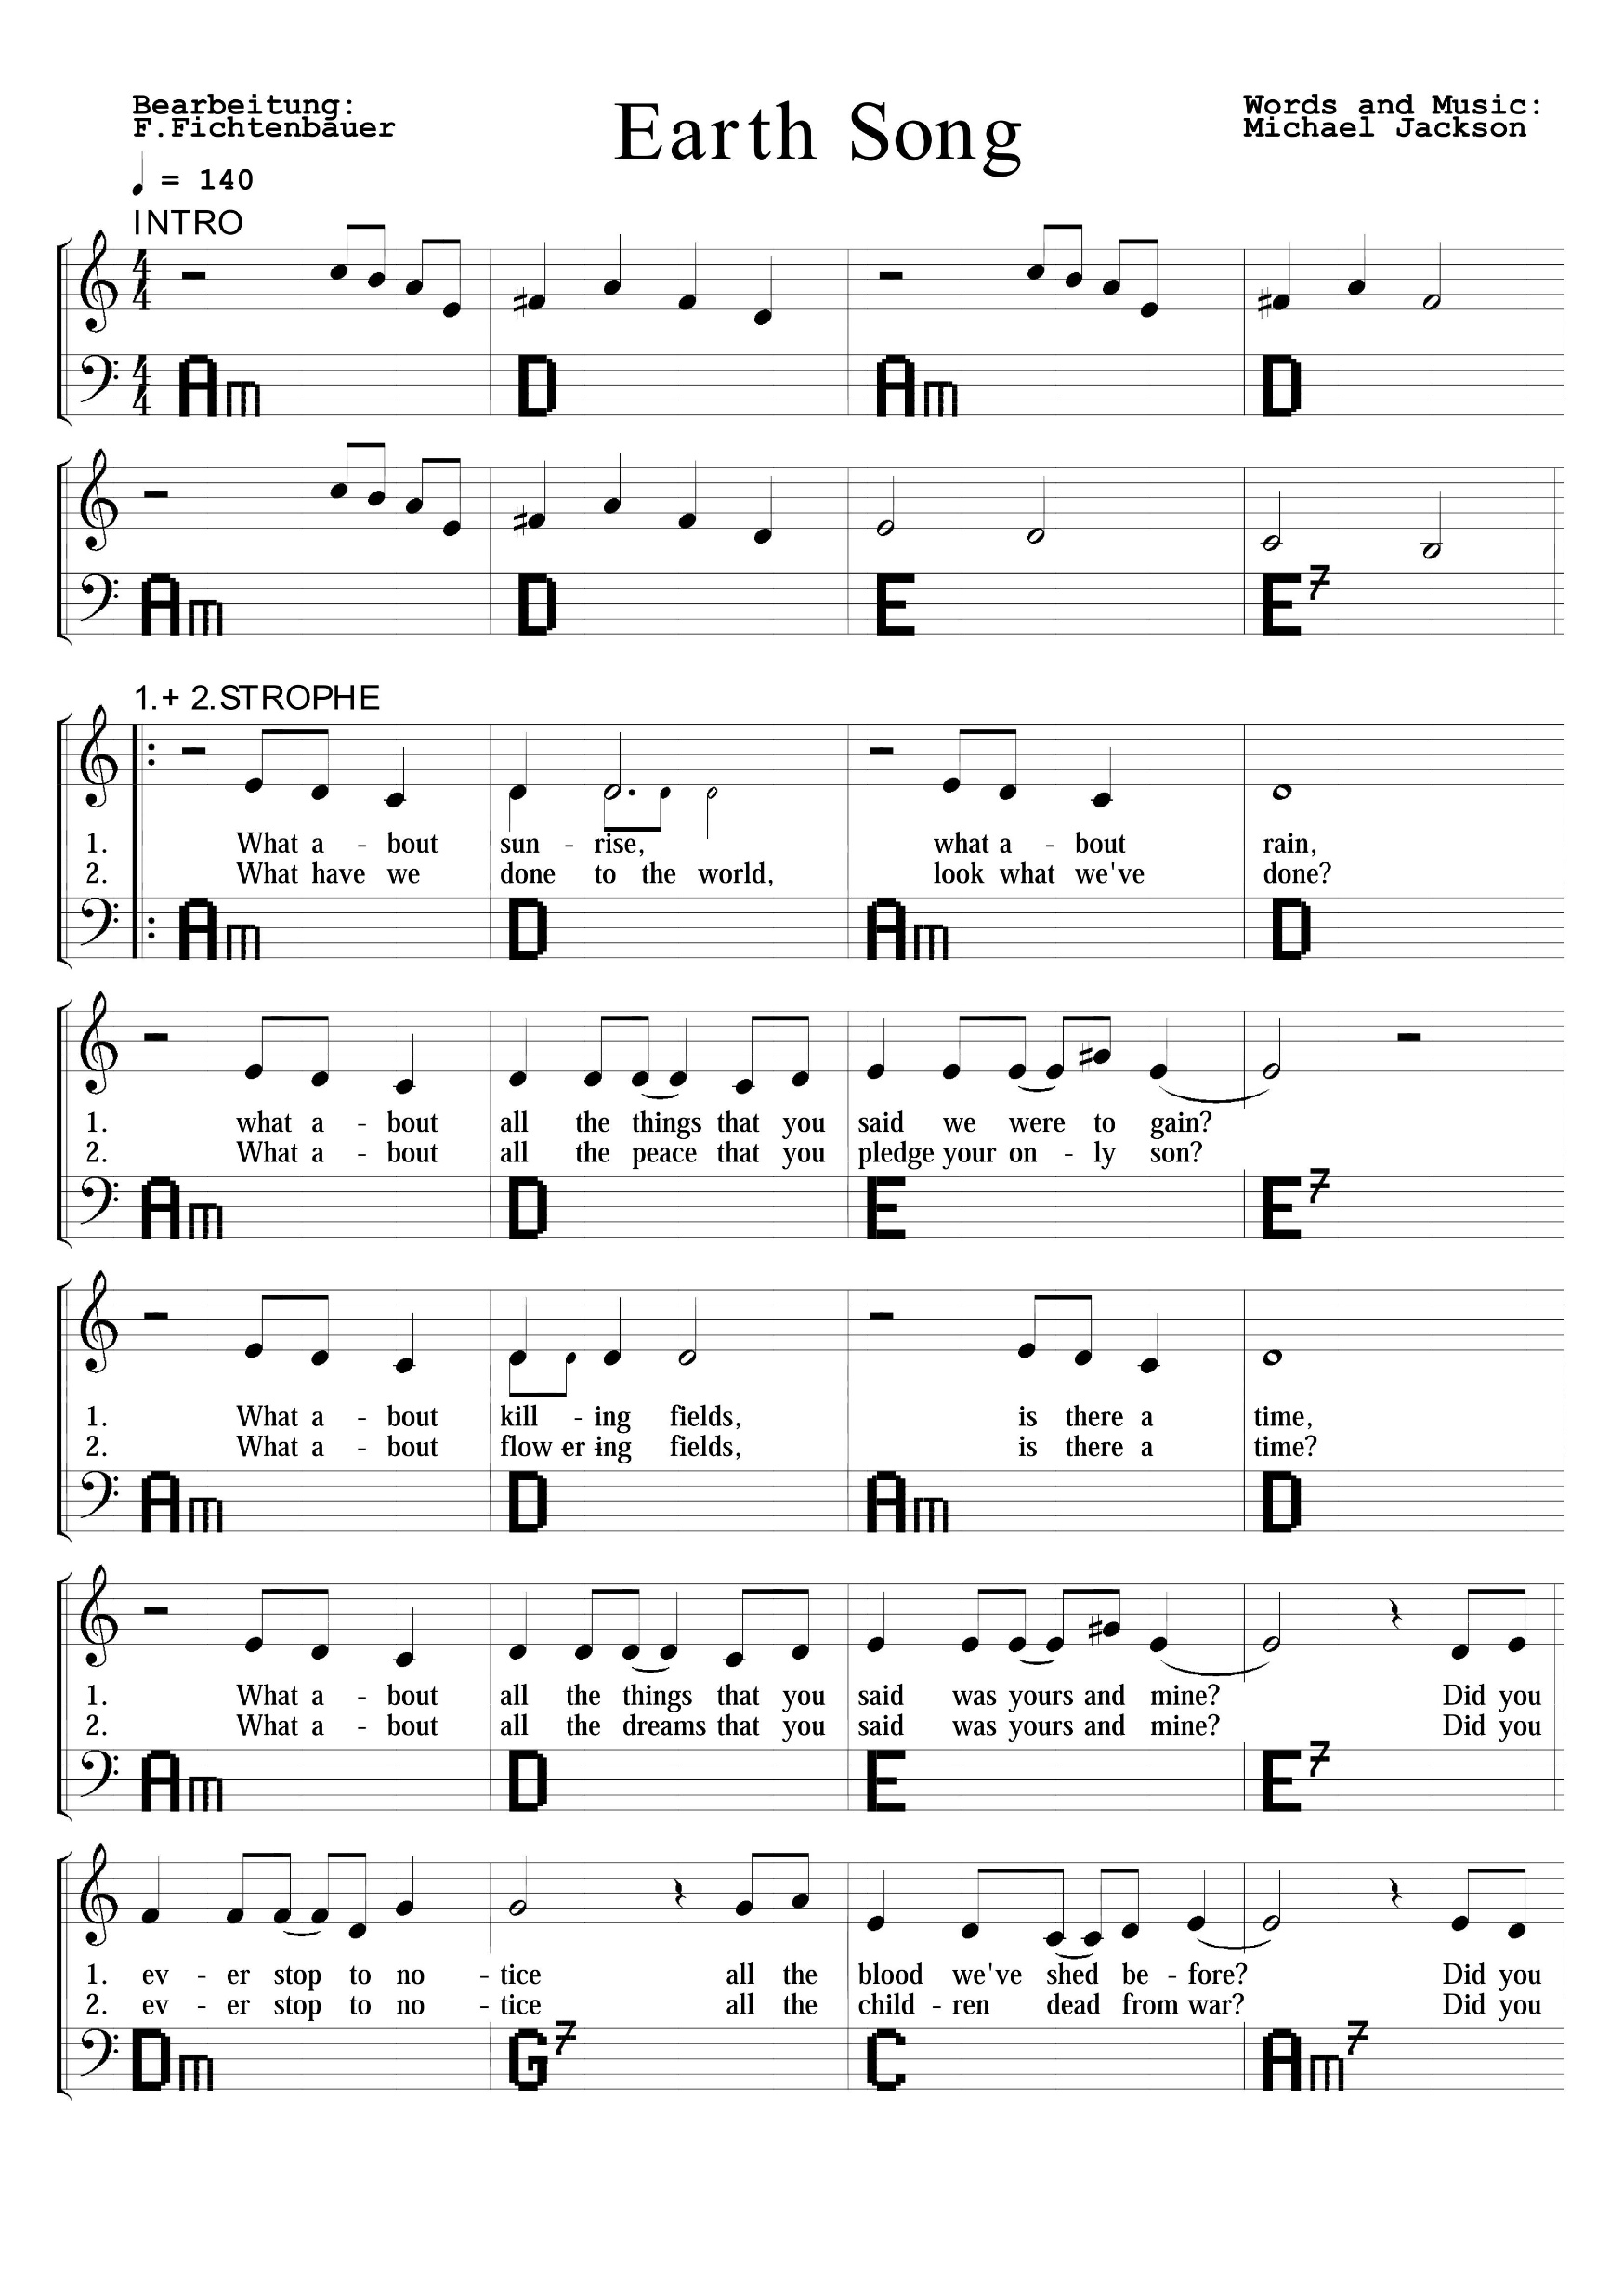 Bearbeitung:
F.Fichtenbauer
Earth Song
Words and Music:
Michael Jackson
= 140
INTRO
4 4
Am D Am D
4 4
Am D E E7
1.+ 2.STROPHE
1. What a - bout sun - rise, what a - bout rain,
2. What have we done to the world, look what we've done?
Am D Am D
1. what a - bout all the things that you said we were to gain?
2. What a - bout all the peace that you pledge your on - ly son?
Am D E E7
1. What a - bout kill - ing fields, is there a time,
2. What a - bout flow - er - ing fields, is there a time?
Am D Am D
1. What a - bout all the things that you said was yours and mine? Did you
2. What a - bout all the dreams that you said was yours and mine? Did you
Am D E E7
1. ev - er stop to no - tice all the blood we've shed be - fore? Did you
2. ev - er stop to no - tice all the child - ren dead from war? Did you
Dm G7 C Am7